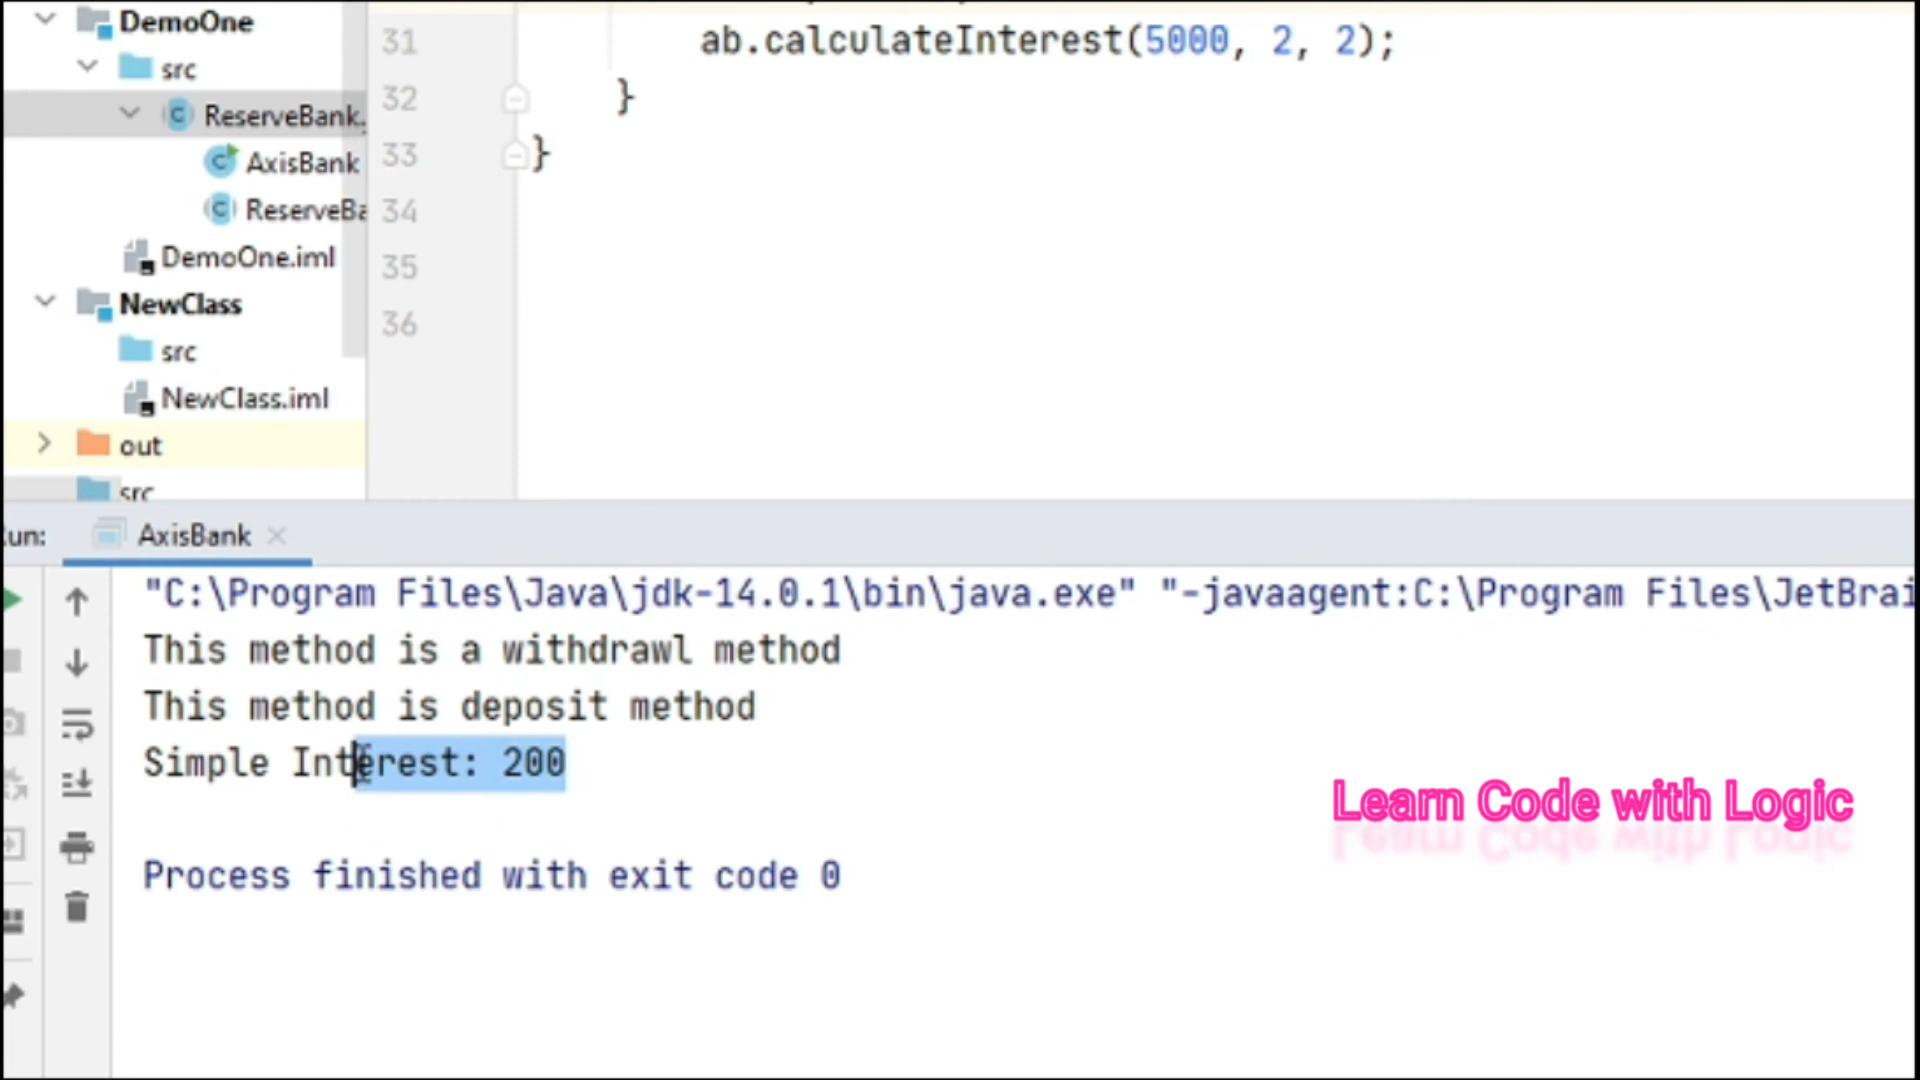 DemoOne
src
ReserveBank.
AxisBank
ReserveBa
DemoOne.iml
NewClass
src
NewClass.iml
out
src
31 ab.calculateInterest(5000, 2, 2);
32 }
33 }
34
35
36
un: AxisBank
"C:\Program Files\Java\jdk-14.0.1\bin\java.exe" "-javaagent:C:\Program Files\JetBrai
This method is a withdrawl method
This method is deposit method
Simple Interest: 200
Process finished with exit code 0
Learn Code with Logic